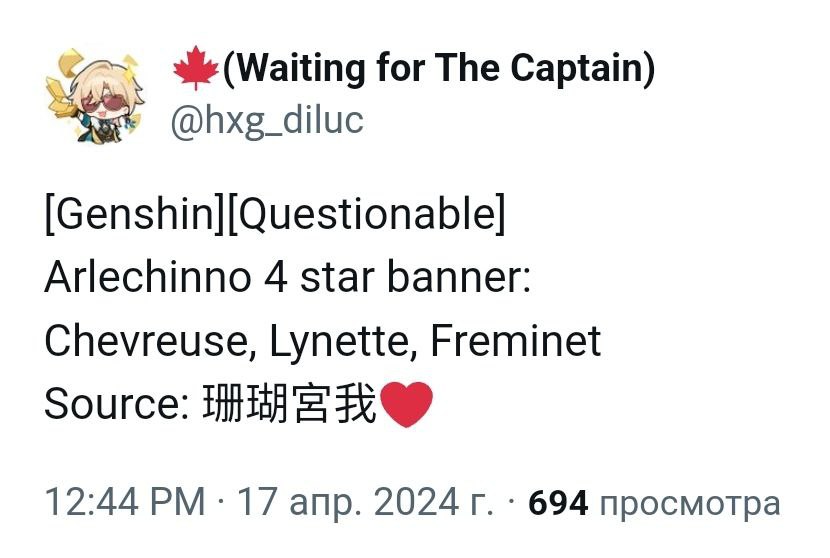 🍁(Waiting for The Captain)
@hxg_diluc
[Genshin][Questionable]
Arlechinno 4 star banner:
Chevreuse, Lynette, Freminet
Source: 珊瑚宮我❤️
12:44 PM · 17 апр. 2024 г. · 694 просмотра